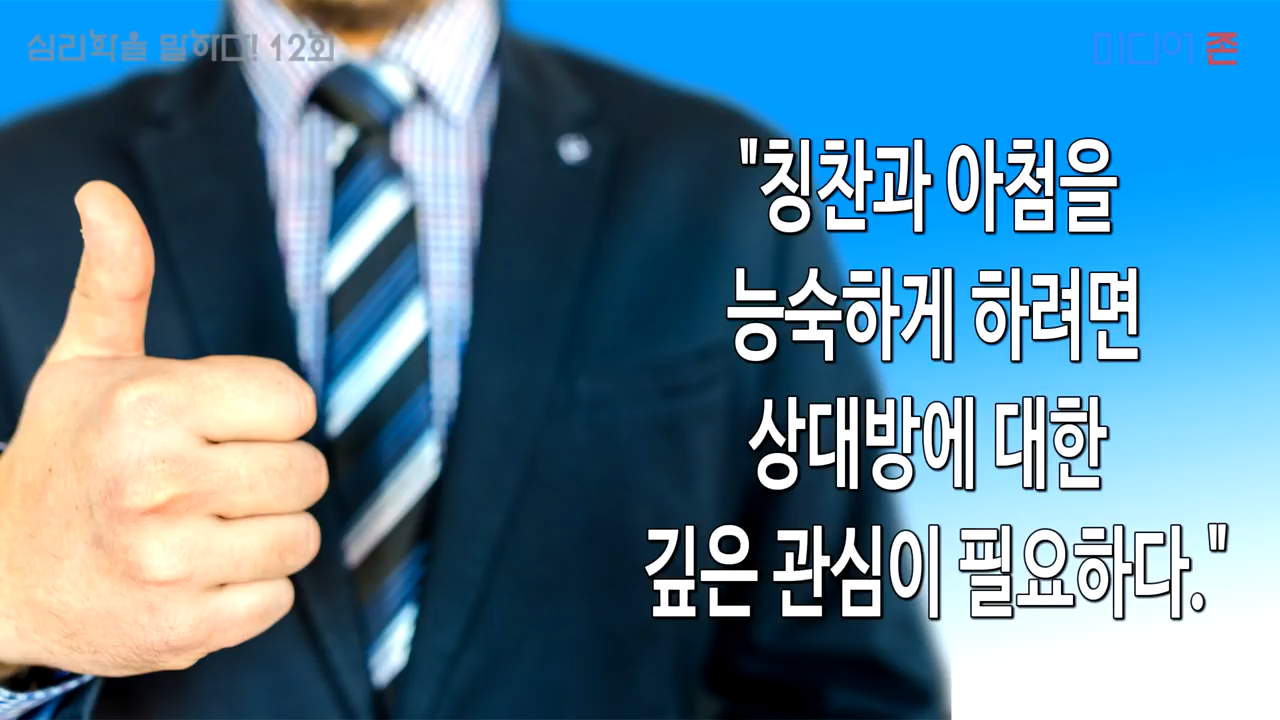 심리학을 말하다! 12회
미디어 존
"칭찬과 아첨을
능숙하게 하려면
상대방에 대한
깊은 관심이 필요하다."